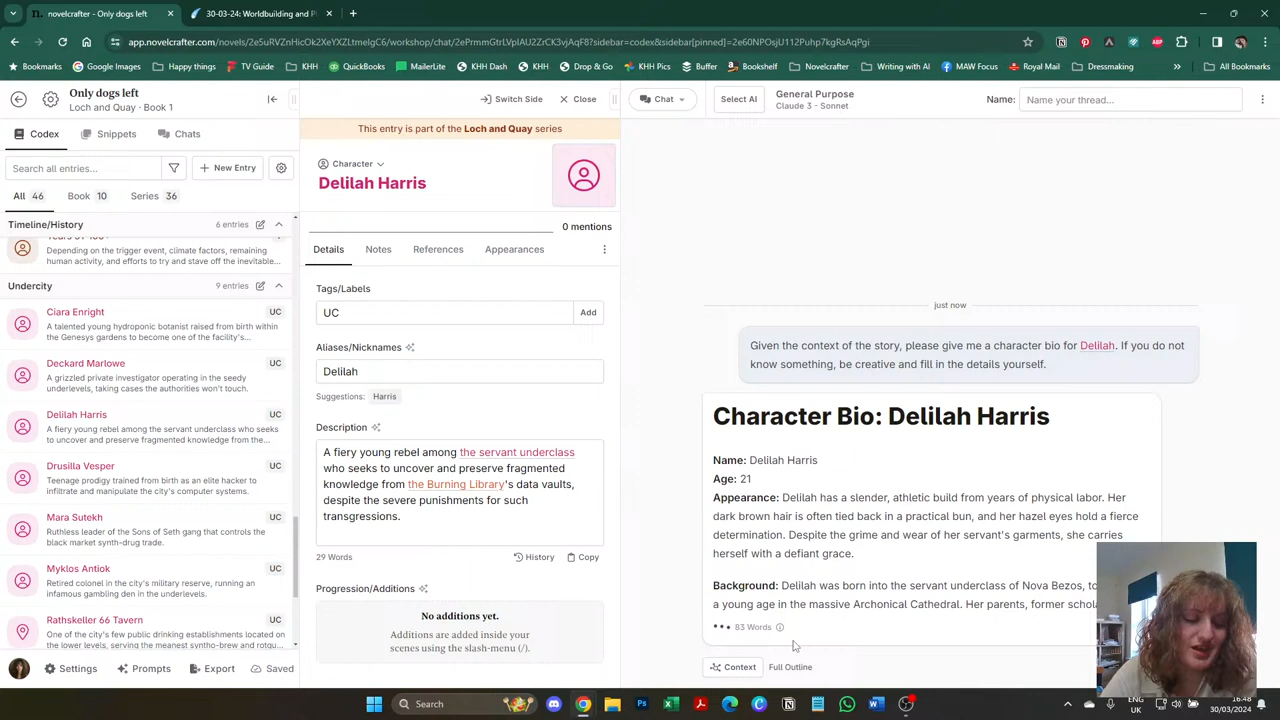 novelcrafter - Only dogs left
30-03-24: Worldbuilding and P
app.novelcrafter.com/novels/2e5uRVZnHicOk2XeYXZLtmeIgC6/workshop/chat/2ePrmmGtrLVpIAU2ZrCK3vjAqF8?sidebar=codex&sidebar[pinned]=2e60NPOsjU112Puhp7kgRsAqPgi
Bookmarks
Google Images
Happy things
TV Guide
KHH
QuickBooks
MailerLite
KHH
Drop & Go
KHH
Pics
Buffer
Bookshelf
Novelcrafter
Writing with AI
MAW Focus
Royal Mail
Dressmaking
All Bookmarks
Only dogs left
Loch and Quay - Book 1
Switch Side
Close
Chat
Select AI
General Purpose
Claude 3 - Sonnet
Name:
Name your thread...
Codex
Snippets
Chats
Search all entries...
New Entry
All 46
Book 10
Series 36
Timeline/History
6 entries
Depending on the trigger event, climate factors, remaining
human activity, and efforts to try and stave off the inevitable...
Undercity
9 entries
Ciara Enright
UC
A talented young hydroponic botanist raised from birth within
the Genesys gardens to become one of the facility's...
Deckard Marlowe
UC
A grizzled private investigator operating in the seedy
underlevels, taking cases the authorities won't touch.
Delilah Harris
UC
A fiery young rebel among the servant underclass who seeks
to uncover and preserve fragmented knowledge from the...
Drusilla Vesper
UC
Teenage prodigy trained from birth as an elite hacker to
infiltrate and manipulate the city's computer systems.
Mara Sutekh
UC
Ruthless leader of the Sons of Seth gang that controls the
black market synth-drug trade.
Myklos Antiok
UC
Retired colonel in the city's military reserve, running an
infamous gambling den in the underlevels.
Rathskeller 66 Tavern
UC
One of the city's few public drinking establishments located on
the lower levels, serving the meanest syntho-brew and rotgu...
Settings
Prompts
Export
Saved
This entry is part of the Loch and Quay series
Character
Delilah Harris
0 mentions
Details
Notes
References
Appearances
Tags/Labels
UC
Add
Aliases/Nicknames
Delilah
Suggestions: Harris
Description
A fiery young rebel among the servant underclass
who seeks to uncover and preserve fragmented
knowledge from the Burning Library's data vaults,
despite the severe punishments for such
transgressions.
29 Words
History
Copy
Progression/Additions
No additions yet.
Additions are added inside your
scenes using the slash-menu (/).
just now
Given the context of the story, please give me a character bio for Delilah. If you do not
know something, be creative and fill in the details yourself.
Character Bio: Delilah Harris
Name: Delilah Harris
Age: 21
Appearance: Delilah has a slender, athletic build from years of physical labor. Her
dark brown hair is often tied back in a practical bun, and her hazel eyes hold a fierce
determination. Despite the grime and wear of her servant's garments, she carries
herself with a defiant grace.
Background: Delilah was born into the servant underclass of Nova Bezos, to
a young age in the massive Archonical Cathedral. Her parents, former schola
83 Words
Context
Full Outline
Search
ENG
UK
16:48
30/03/2024